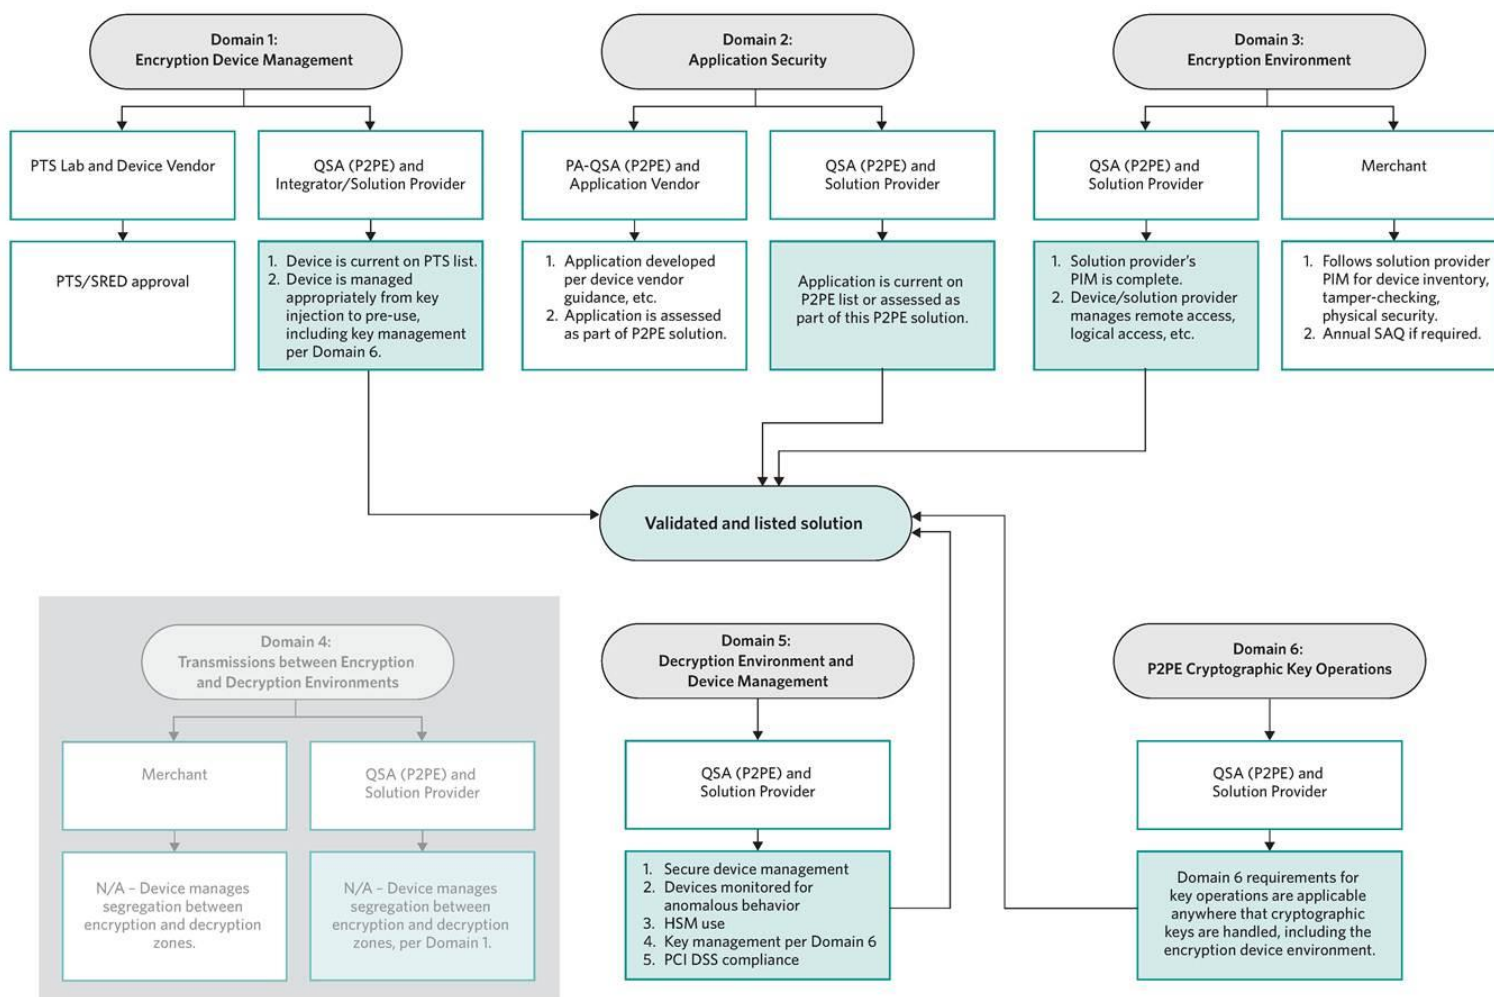 Domain 1:
Encryption Device Management
PTS Lab and Device Vendor
QSA (P2PE) and
Integrator/Solution Provider
PTS/SRED approval
1. Device is current on PTS list.
2. Device is managed
appropriately from key
injection to pre-use,
including key management
per Domain 6.
Domain 2:
Application Security
PA-QSA (P2PE) and
Application Vendor
QSA (P2PE) and
Solution Provider
1. Application developed
per device vendor
guidance, etc.
2. Application is assessed
as part of P2PE solution.
Application is current on
P2PE list or assessed as
part of this P2PE solution.
Domain 3:
Encryption Environment
QSA (P2PE) and
Solution Provider
Merchant
1. Solution provider's
PIM is complete.
2. Device/solution provider
manages remote access,
logical access, etc.
1. Follows solution provider
PIM for device inventory,
tamper-checking,
physical security.
2. Annual SAQ if required.
Validated and listed solution
Domain 4:
Transmissions between Encryption
and Decryption Environments
Merchant
QSA (P2PE) and
Solution Provider
N/A – Device manages
segregation between
encryption and decryption
zones.
N/A – Device manages
segregation between
encryption and decryption
zones, per Domain 1.
Domain 5:
Decryption Environment and
Device Management
QSA (P2PE) and
Solution Provider
1. Secure device management
2. Devices monitored for
anomalous behavior
3. HSM use
4. Key management per Domain 6
5. PCI DSS compliance
Domain 6:
P2PE Cryptographic Key Operations
QSA (P2PE) and
Solution Provider
Domain 6 requirements for
key operations are applicable
anywhere that cryptographic
keys are handled, including the
encryption device environment.